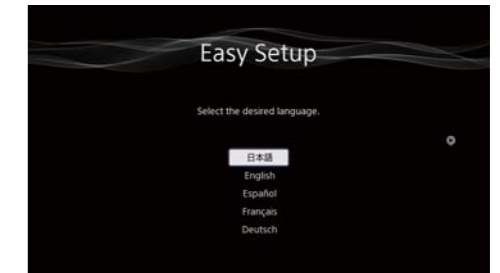 Easy Setup
Select the desired language.
日本語
English
Español
Français
Deutsch